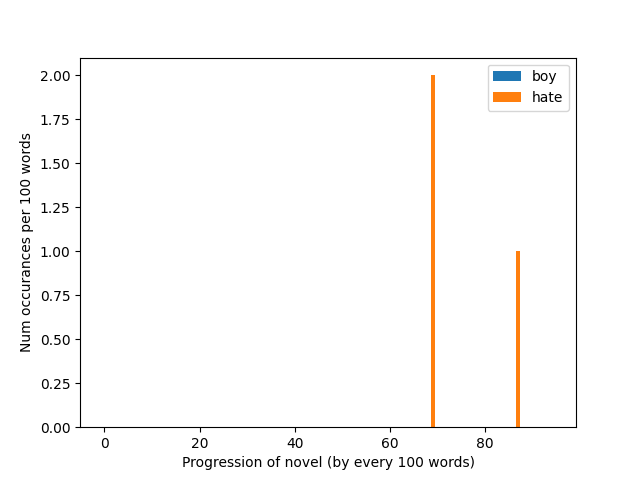 boy
hate
2.00
1.75
1.50
1.25
1.00
0.75
0.50
0.25
0.00
Num occurances per 100 words
0 20 40 60 80
Progression of novel (by every 100 words)